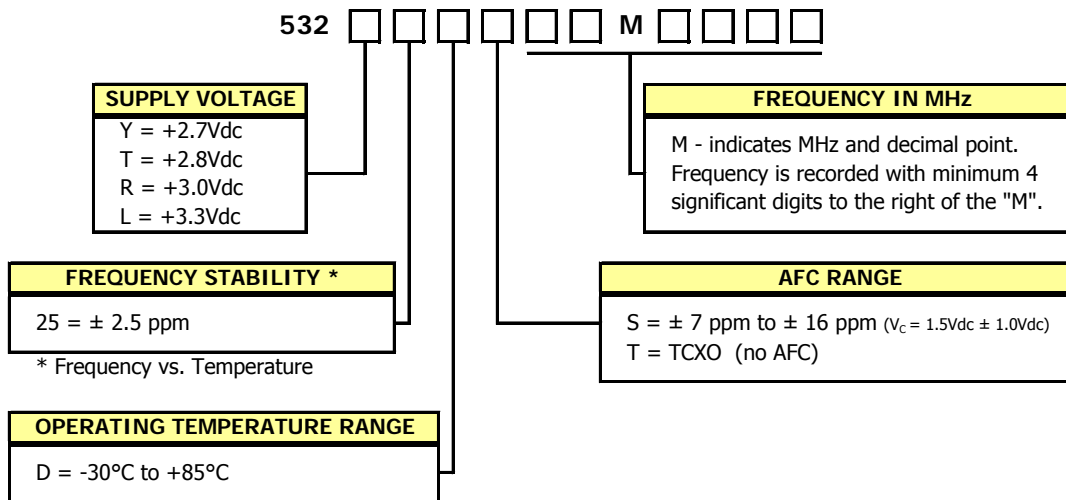 532 M
SUPPLY VOLTAGE
Y = +2.7Vdc
T = +2.8Vdc
R = +3.0Vdc
L = +3.3Vdc
FREQUENCY IN MHz
M - indicates MHz and decimal point.
Frequency is recorded with minimum 4
significant digits to the right of the "M".
FREQUENCY STABILITY *
25 = ± 2.5 ppm
* Frequency vs. Temperature
AFC RANGE
S = ± 7 ppm to ± 16 ppm (VC = 1.5Vdc ± 1.0Vdc)
T = TCXO (no AFC)
OPERATING TEMPERATURE RANGE
D = -30°C to +85°C